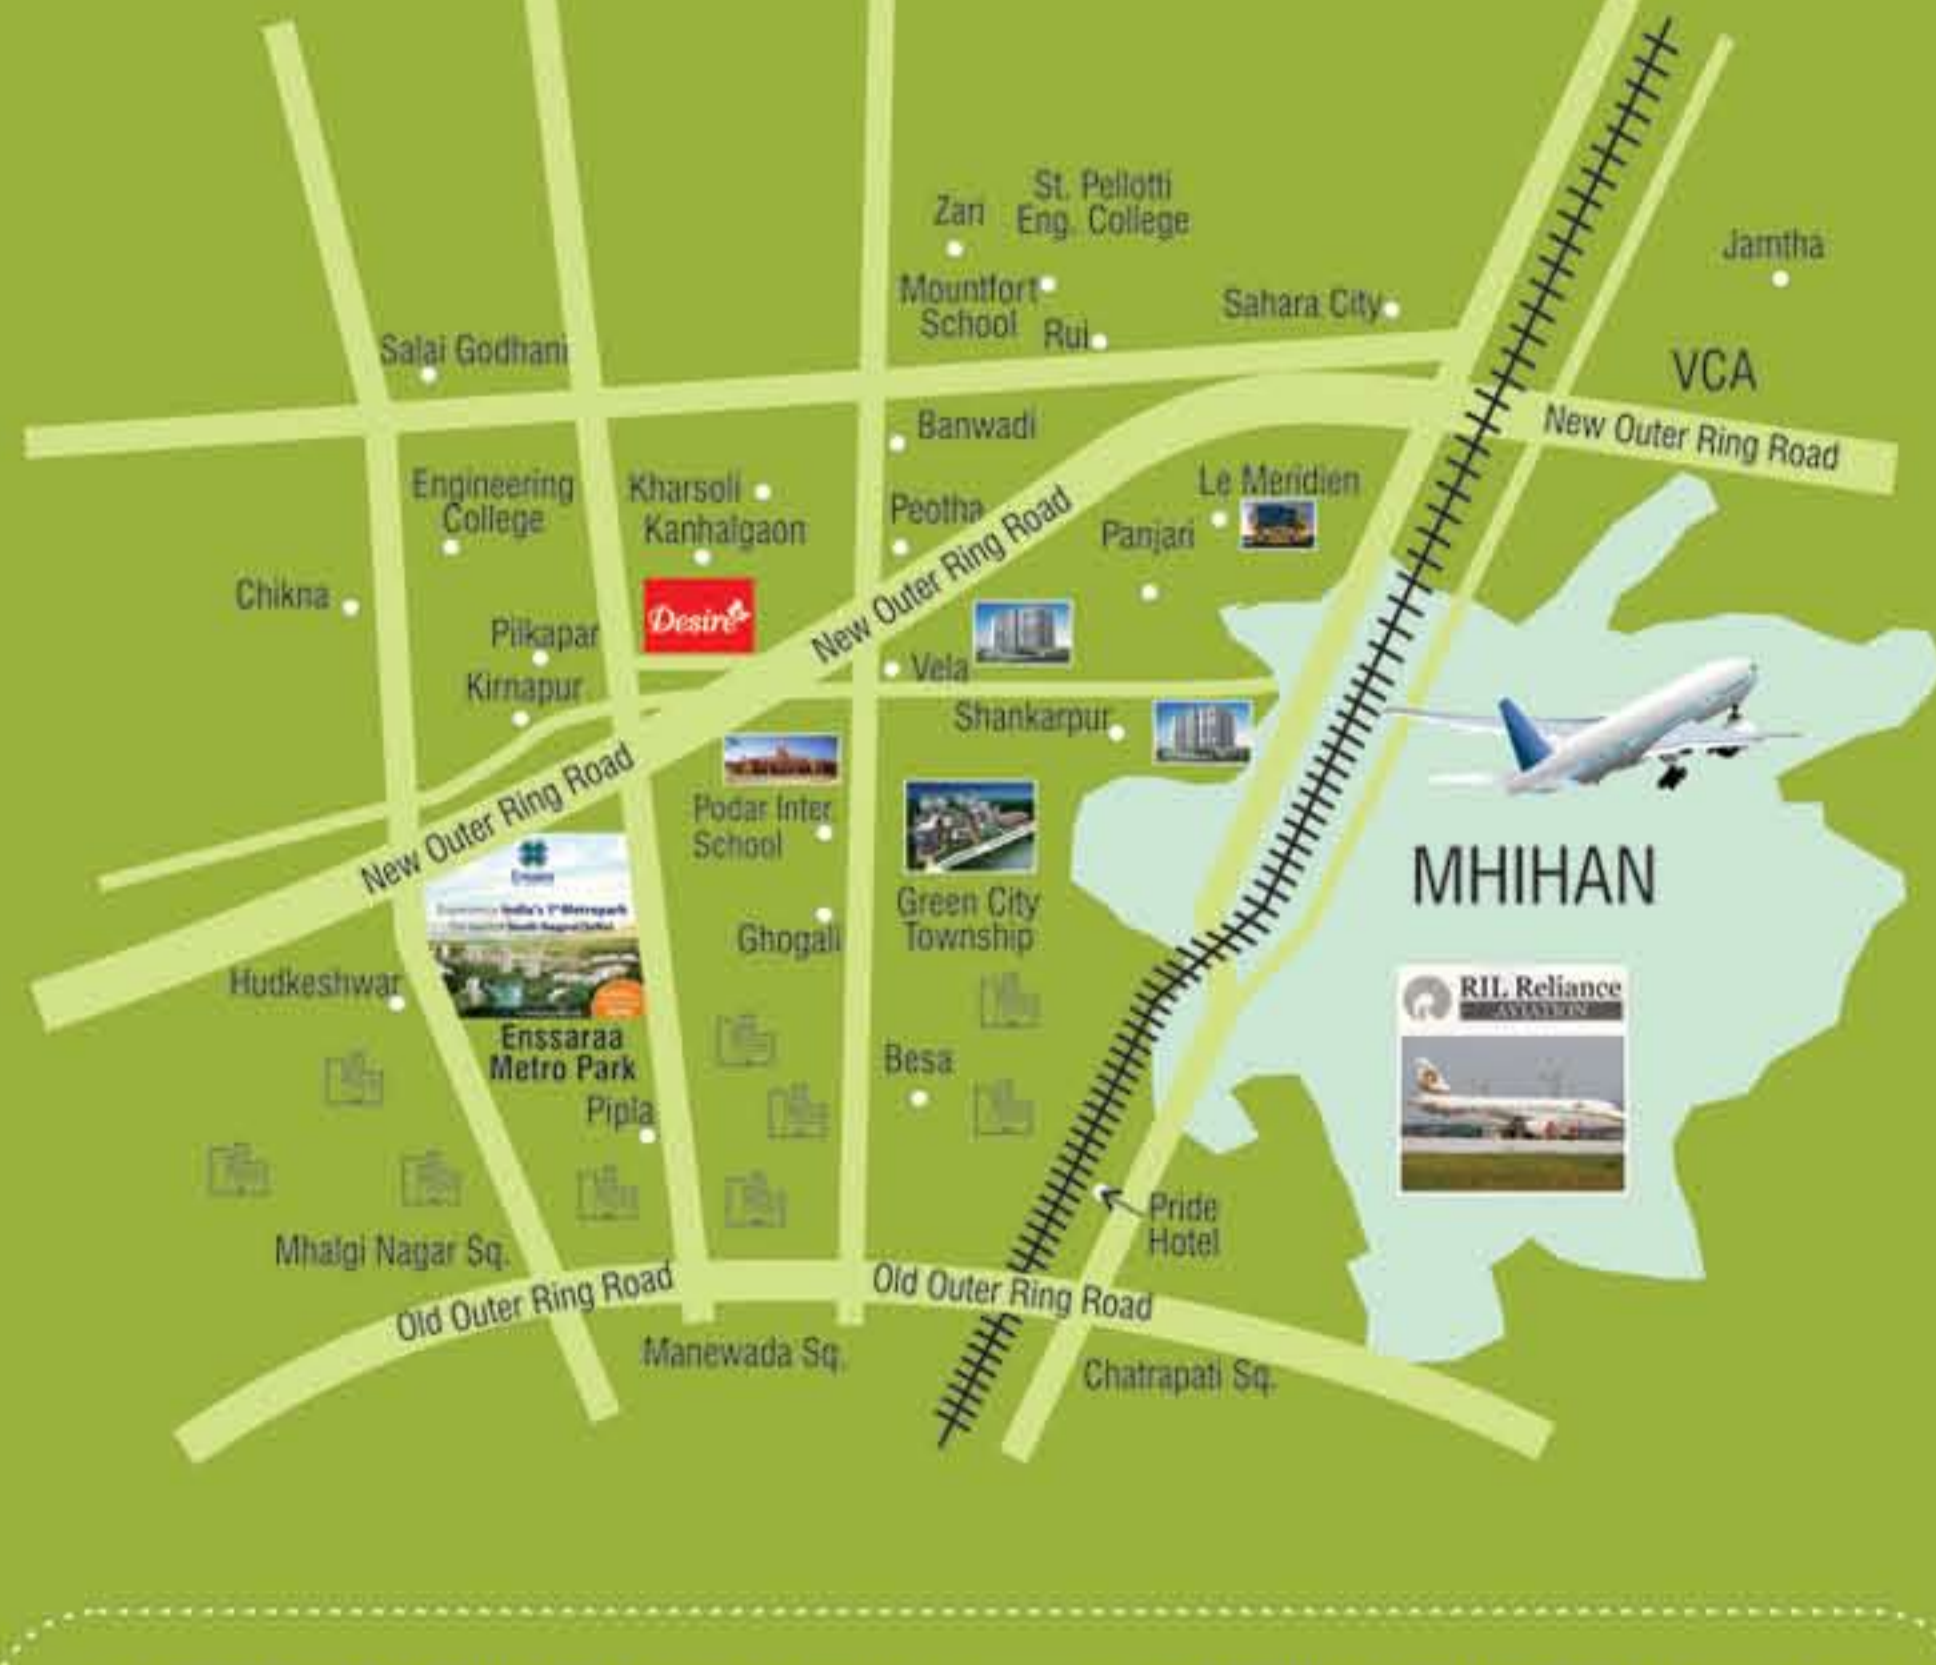 St. Pellotti
Eng. College
Zari
Jamtha
Mountfort
School
Sahara City
Rui
Salai Godhani
VCA
Banwadi
New Outer Ring Road
Engineering
College
Kharsoli
Kanhalgaon
Peotha
Le Meridien
Panjari
New Outer Ring Road
Chikna
Desire
Pilkapar
Kirnapur
Vela
Shankarpur
New Outer Ring Road
Podar Inter
School
MHIHAN
Green City
Township
Ghogali
Hudkeshwar
RIL Reliance
AVIATION
Enssaraa
Metro Park
Besa
Pipla
Pride
Hotel
Mhalgi Nagar Sq.
Old Outer Ring Road
Old Outer Ring Road
Manewada Sq.
Chatrapati Sq.